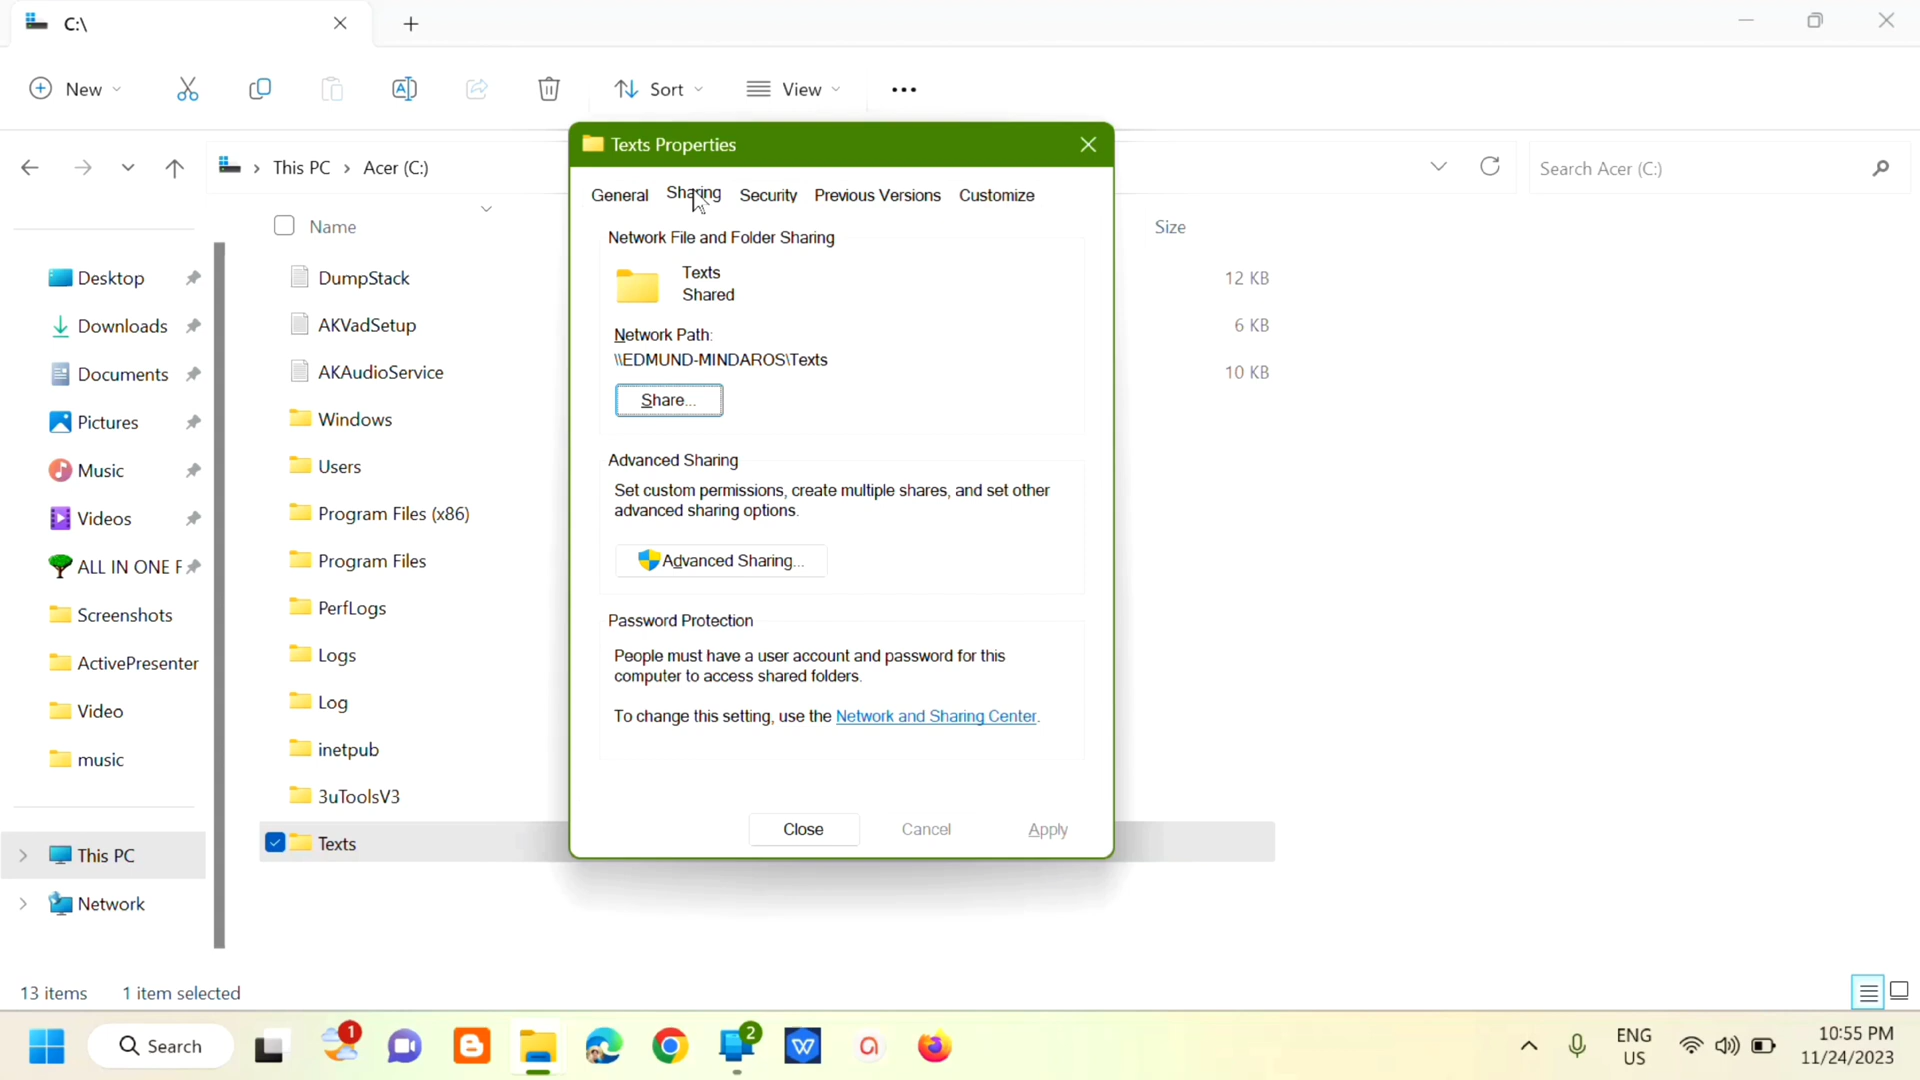 C:\
New
Sort
View
This PC > Acer (C:)
Search Acer (C:)
Name
Size
Desktop
Downloads
Documents
Pictures
Music
Videos
ALL IN ONE F
Screenshots
ActivePresenter
Video
music
This PC
Network
DumpStack
12 KB
AKVadSetup
6 KB
AKAudioService
10 KB
Windows
Users
Program Files (x86)
Program Files
PerfLogs
Logs
Log
inetpub
3uToolsV3
Texts
Texts Properties
General Sharing Security Previous Versions Customize
Network File and Folder Sharing
Texts
Shared
Network Path:
\\EDMUND-MINDAROS\Texts
Share...
Advanced Sharing
Set custom permissions, create multiple shares, and set other
advanced sharing options.
Advanced Sharing...
Password Protection
People must have a user account and password for this
computer to access shared folders.
To change this setting, use the Network and Sharing Center.
Close Cancel Apply
13 items 1 item selected
Search
1
2
ENG
US
10:55 PM
11/24/2023